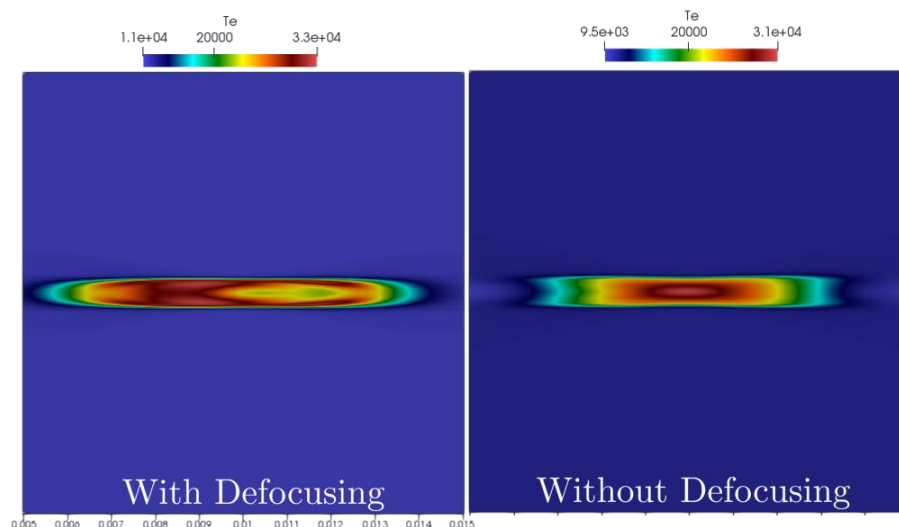 Te
1.1e+04 20000 3.3e+04
Te
9.5e+03 20000 3.1e+04
With Defocusing
Without Defocusing
0.005 0.006 0.007 0.008 0.009 0.01 0.011 0.012 0.013 0.014 0.015